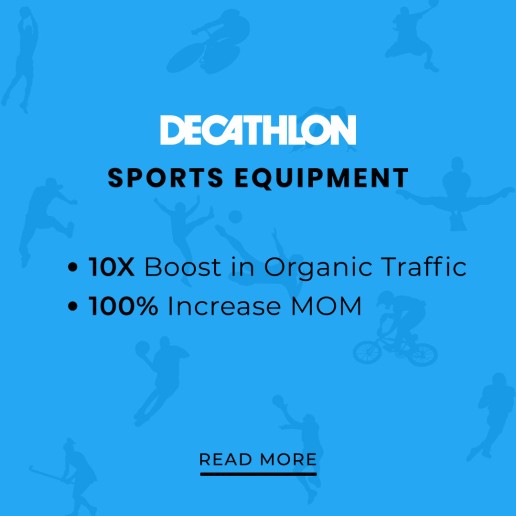 DECATHLON
SPORTS EQUIPMENT
• 10X Boost in Organic Traffic
• 100% Increase MOM
READ MORE